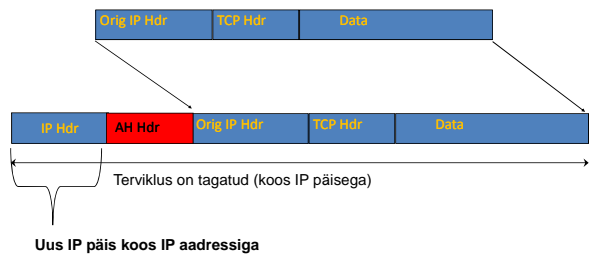 Orig IP Hdr TCP Hdr Data
IP Hdr AH Hdr Orig IP Hdr TCP Hdr Data
Terviklus on tagatud (koos IP päisega)
Uus IP päis koos IP aadressiga